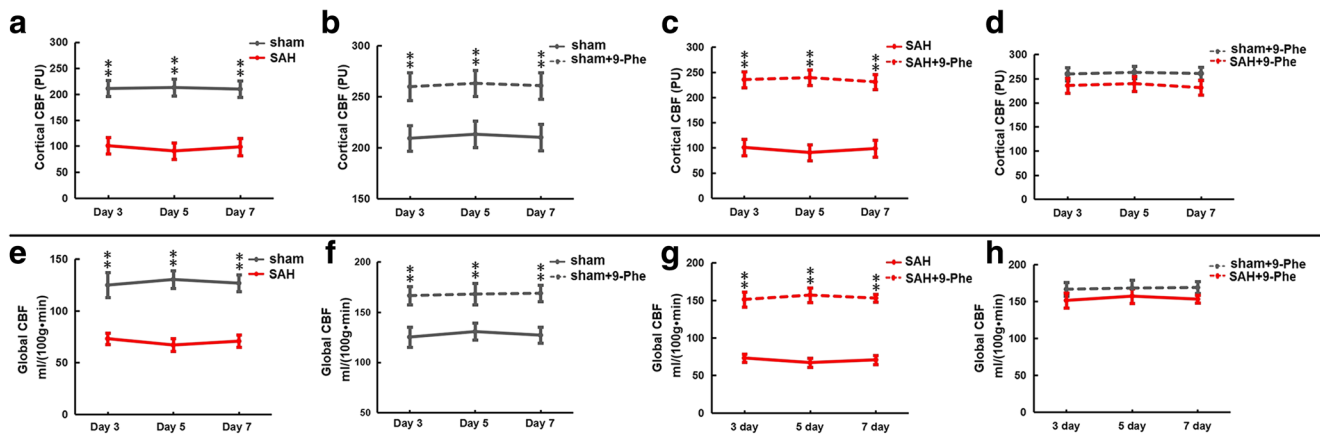 a
sham
SAH
Cortical CBF (PU)
300
250
200
150
100
50
0
** ** **
Day 3 Day 5 Day 7
b
sham
sham+9-Phe
Cortical CBF (PU)
300
250
200
150
** ** **
Day 3 Day 5 Day 7
c
SAH
SAH+9-Phe
Cortical CBF (PU)
300
250
200
150
100
50
0
** ** **
Day 3 Day 5 Day 7
d
sham+9-Phe
SAH+9-Phe
Cortical CBF (PU)
300
250
200
150
100
50
0
Day 3 Day 5 Day 7
e
sham
SAH
Global CBF
ml/(100g•min)
150
100
50
0
** ** **
Day 3 Day 5 Day 7
f
sham
sham+9-Phe
Global CBF
ml/(100g•min)
200
150
100
50
** ** **
Day 3 Day 5 Day 7
g
SAH
SAH+9-Phe
Global CBF
ml/(100g•min)
200
150
100
50
0
** ** **
3 day 5 day 7 day
h
sham+9-Phe
SAH+9-Phe
Global CBF
ml/(100g•min)
200
150
100
50
0
3 day 5 day 7 day